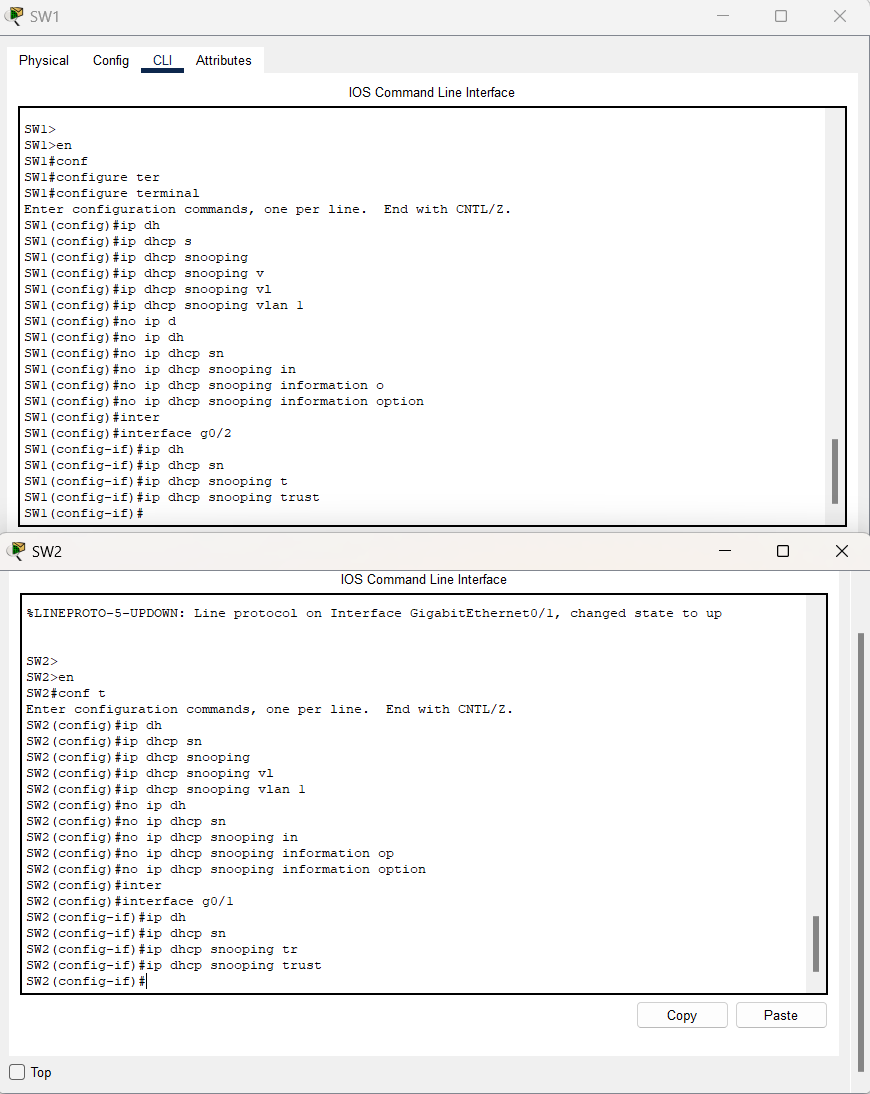 SW1
Physical Config CLI Attributes
IOS Command Line Interface
SW1>
SW1>en
SW1#conf
SW1#configure ter
SW1#configure terminal
Enter configuration commands, one per line.  End with CNTL/Z.
SW1(config)#ip dh
SW1(config)#ip dhcp s
SW1(config)#ip dhcp snooping
SW1(config)#ip dhcp snooping v
SW1(config)#ip dhcp snooping vl
SW1(config)#ip dhcp snooping vlan 1
SW1(config)#no ip d
SW1(config)#no ip dh
SW1(config)#no ip dhcp sn
SW1(config)#no ip dhcp snooping in
SW1(config)#no ip dhcp snooping information o
SW1(config)#no ip dhcp snooping information option
SW1(config)#inter
SW1(config)#interface g0/2
SW1(config-if)#ip dh
SW1(config-if)#ip dhcp sn
SW1(config-if)#ip dhcp snooping t
SW1(config-if)#ip dhcp snooping trust
SW1(config-if)#
SW2
IOS Command Line Interface
%LINEPROTO-5-UPDOWN: Line protocol on Interface GigabitEthernet0/1, changed state to up
SW2>
SW2>en
SW2#conf t
Enter configuration commands, one per line.  End with CNTL/Z.
SW2(config)#ip dh
SW2(config)#ip dhcp sn
SW2(config)#ip dhcp snooping
SW2(config)#ip dhcp snooping vl
SW2(config)#ip dhcp snooping vlan 1
SW2(config)#no ip dh
SW2(config)#no ip dhcp sn
SW2(config)#no ip dhcp snooping in
SW2(config)#no ip dhcp snooping information op
SW2(config)#no ip dhcp snooping information option
SW2(config)#inter
SW2(config)#interface g0/1
SW2(config-if)#ip dh
SW2(config-if)#ip dhcp sn
SW2(config-if)#ip dhcp snooping tr
SW2(config-if)#ip dhcp snooping trust
SW2(config-if)#
Copy Paste
Top